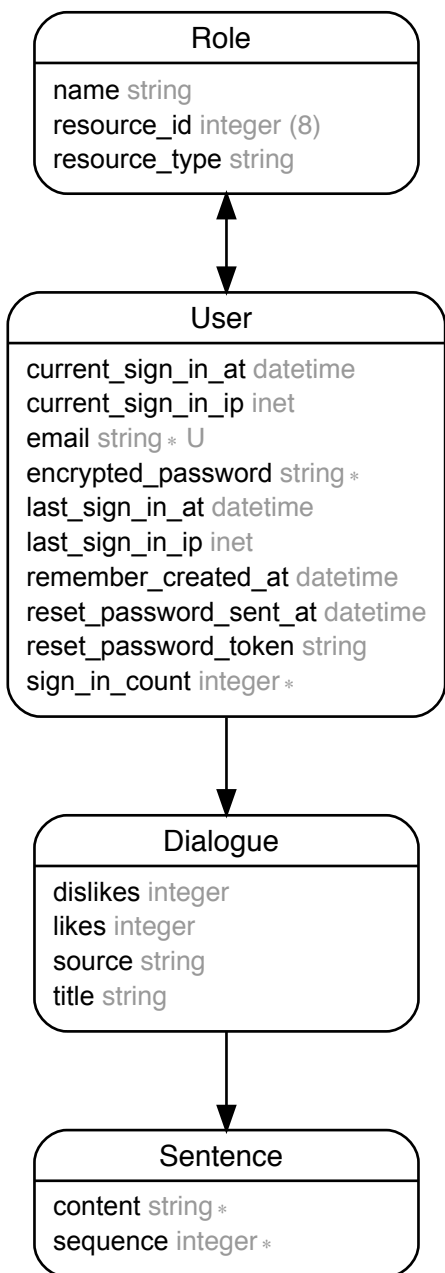 Role
name string
resource_id integer (8)
resource_type string
User
current_sign_in_at datetime
current_sign_in_ip inet
email string ∗ U
encrypted_password string ∗
last_sign_in_at datetime
last_sign_in_ip inet
remember_created_at datetime
reset_password_sent_at datetime
reset_password_token string
sign_in_count integer ∗
Dialogue
dislikes integer
likes integer
source string
title string
Sentence
content string ∗
sequence integer ∗